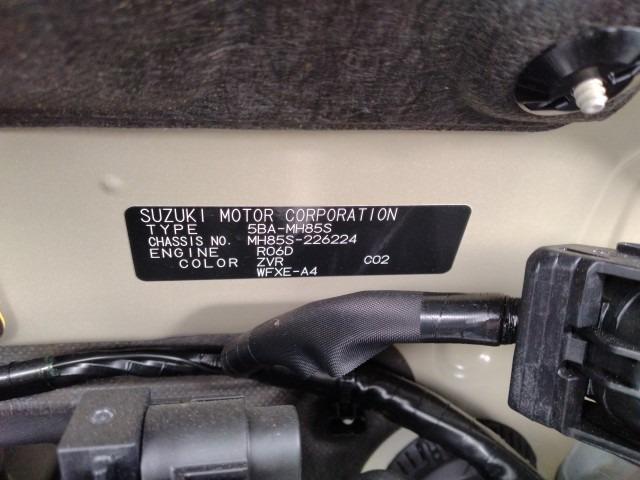 SUZUKI MOTOR CORPORATION
TYPE 5BA-MH85S
CHASSIS NO. MH85S-226224
ENGINE R06D
COLOR ZVR C02
WFXE-A4